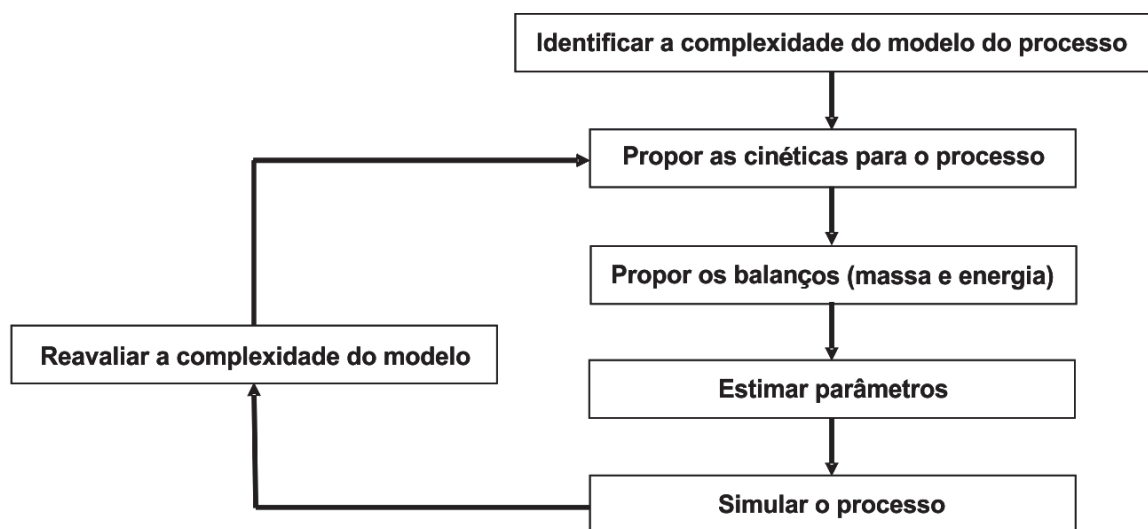 Identificar a complexidade do modelo do processo
Propor as cinéticas para o processo
Propor os balanços (massa e energia)
Reavaliar a complexidade do modelo
Estimar parâmetros
Simular o processo